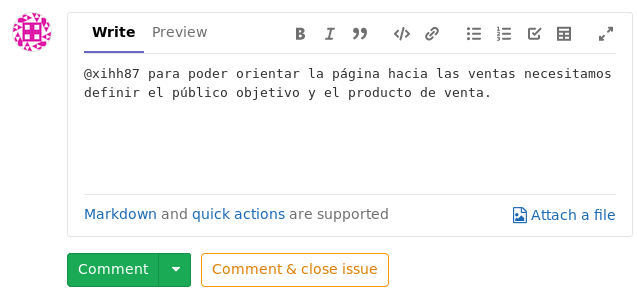 Write Preview
@xihh87 para poder orientar la página hacia las ventas necesitamos
definir el público objetivo y el producto de venta.
Markdown and quick actions are supported
Attach a file
Comment
Comment & close issue